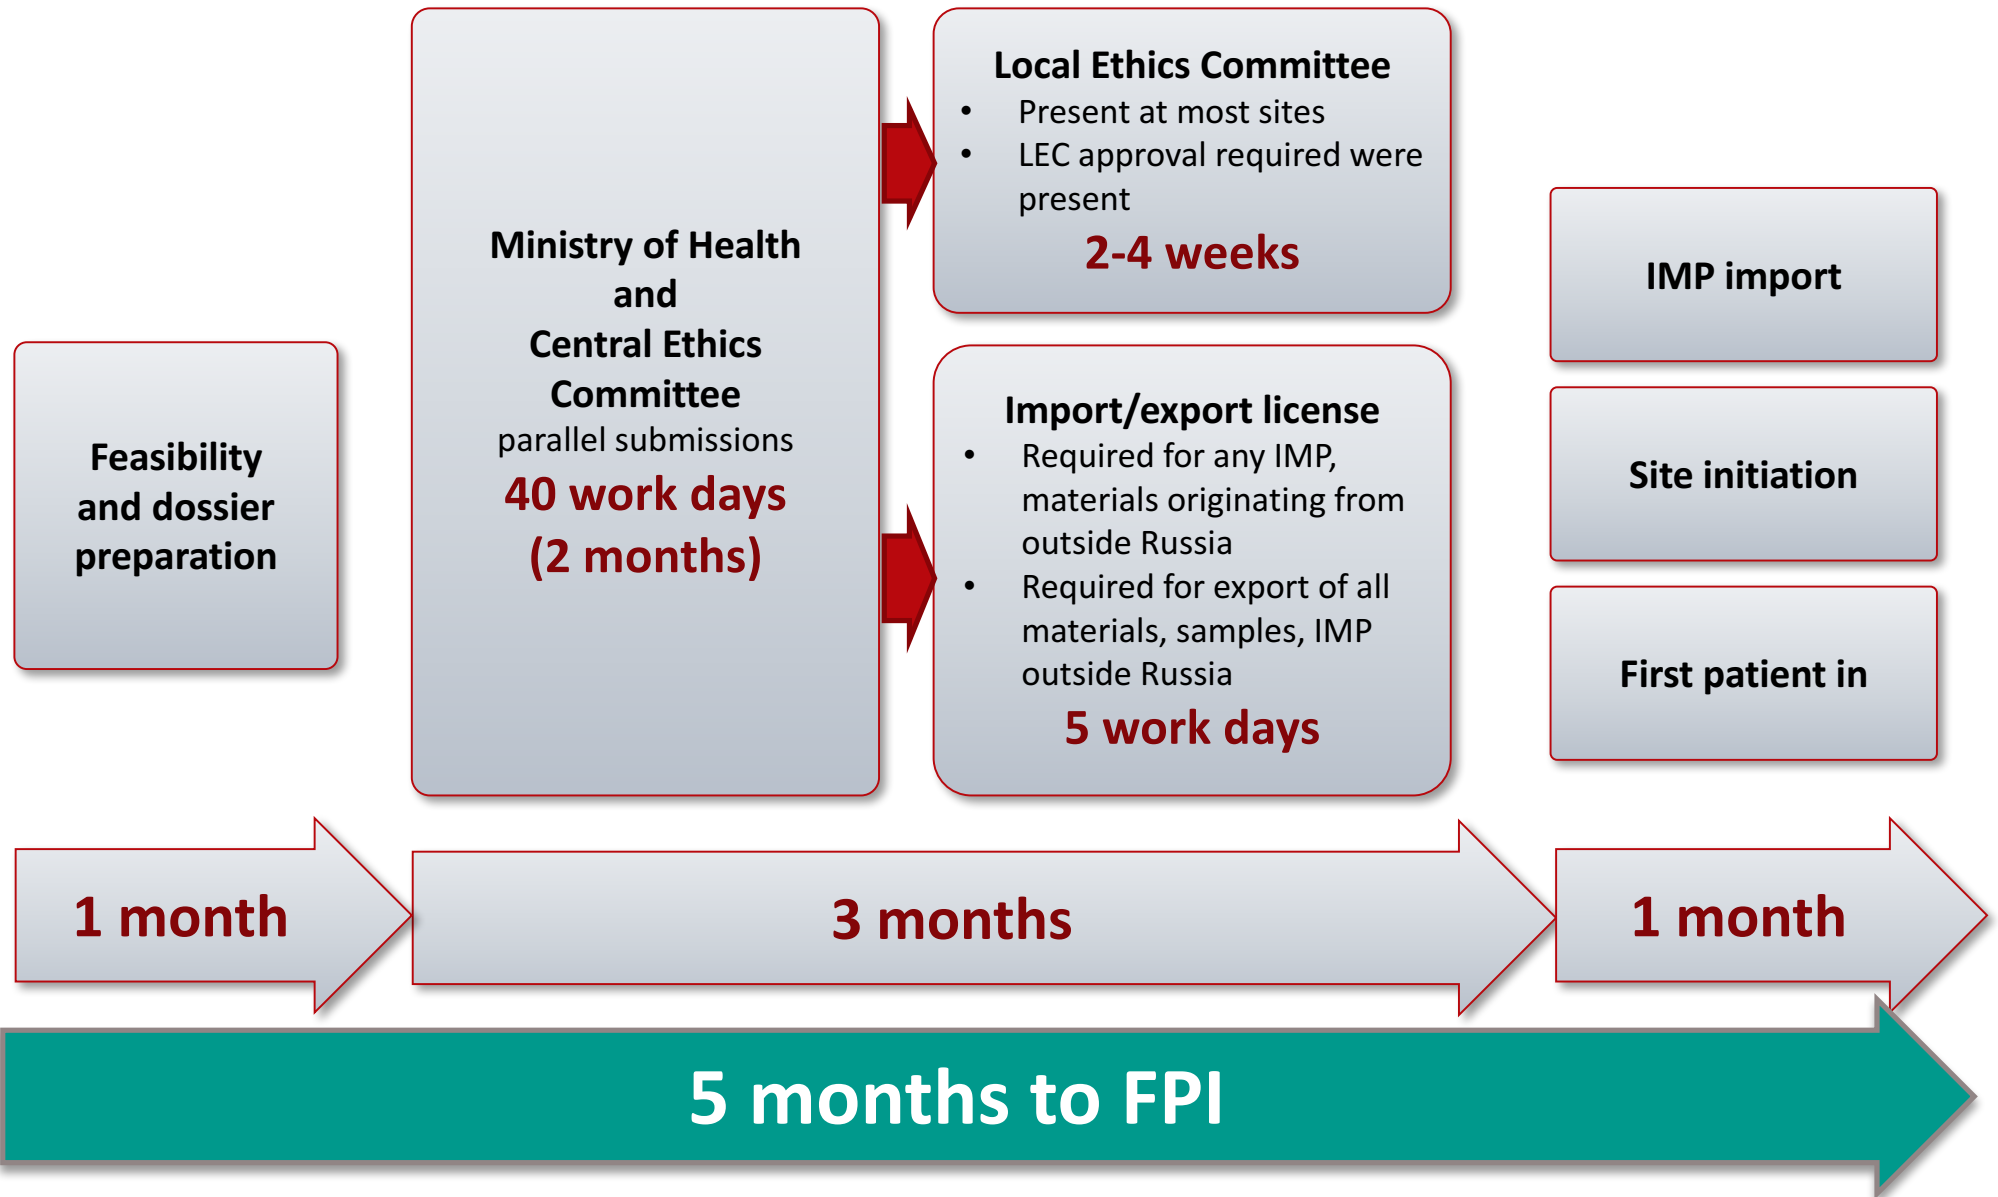 Feasibility
and dossier
preparation
Ministry of Health
and
Central Ethics
Committee
parallel submissions
40 work days
(2 months)
Local Ethics Committee
• Present at most sites
• LEC approval required were
present
2-4 weeks
Import/export license
• Required for any IMP,
materials originating from
outside Russia
• Required for export of all
materials, samples, IMP
outside Russia
5 work days
IMP import
Site initiation
First patient in
1 month
3 months
1 month
5 months to FPI